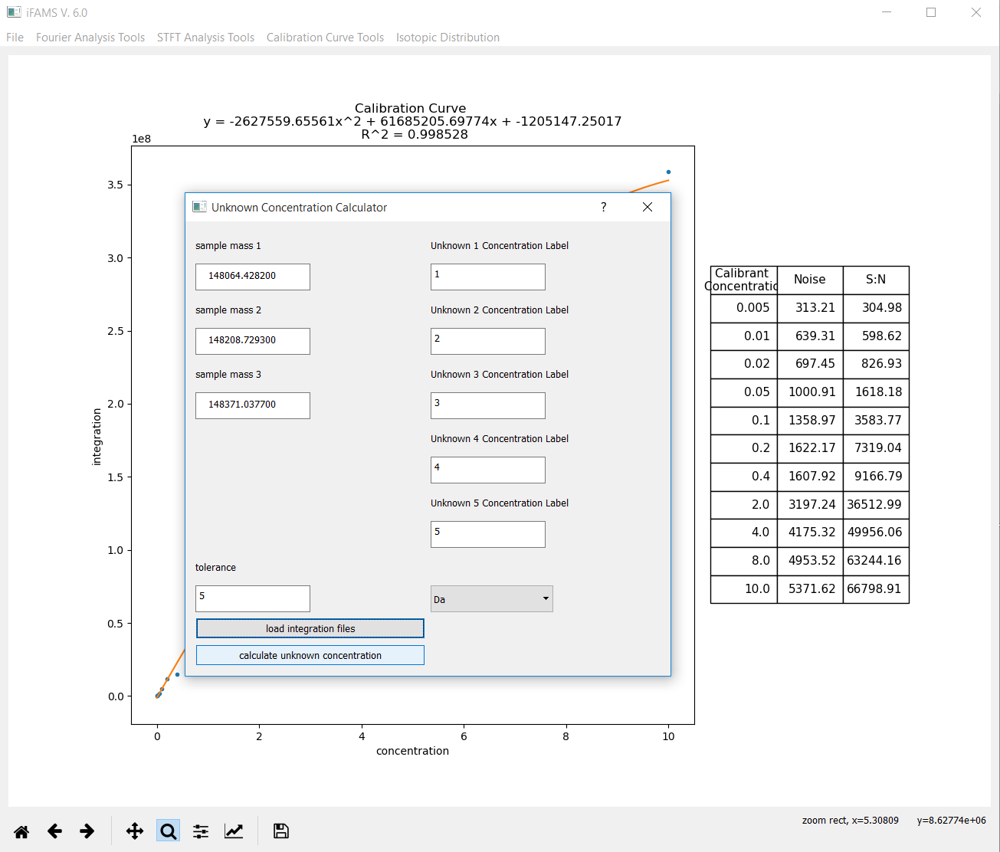 iFAMS V. 6.0
File Fourier Analysis Tools STFT Analysis Tools Calibration Curve Tools Isotopic Distribution
Calibration Curve
y = -2627559.65561x^2 + 61685205.69774x + -1205147.25017
R^2 = 0.998528
1e8
3.5
3.0
2.5
2.0
1.5
1.0
0.5
0.0
integration
0 2 4 6 8 10
concentration
Unknown Concentration Calculator ?
sample mass 1 Unknown 1 Concentration Label
148064.428200 1
sample mass 2 Unknown 2 Concentration Label
148208.729300 2
sample mass 3 Unknown 3 Concentration Label
148371.037700 3
Unknown 4 Concentration Label
4
Unknown 5 Concentration Label
5
tolerance
5 Da
load integration files
calculate unknown concentration
Calibrant
Concentratio Noise S:N
0.005 313.21 304.98
0.01 639.31 598.62
0.02 697.45 826.93
0.05 1000.91 1618.18
0.1 1358.97 3583.77
0.2 1622.17 7319.04
0.4 1607.92 9166.79
2.0 3197.24 36512.99
4.0 4175.32 49956.06
8.0 4953.52 63244.16
10.0 5371.62 66798.91
zoom rect, x=5.30809 y=8.62774e+06